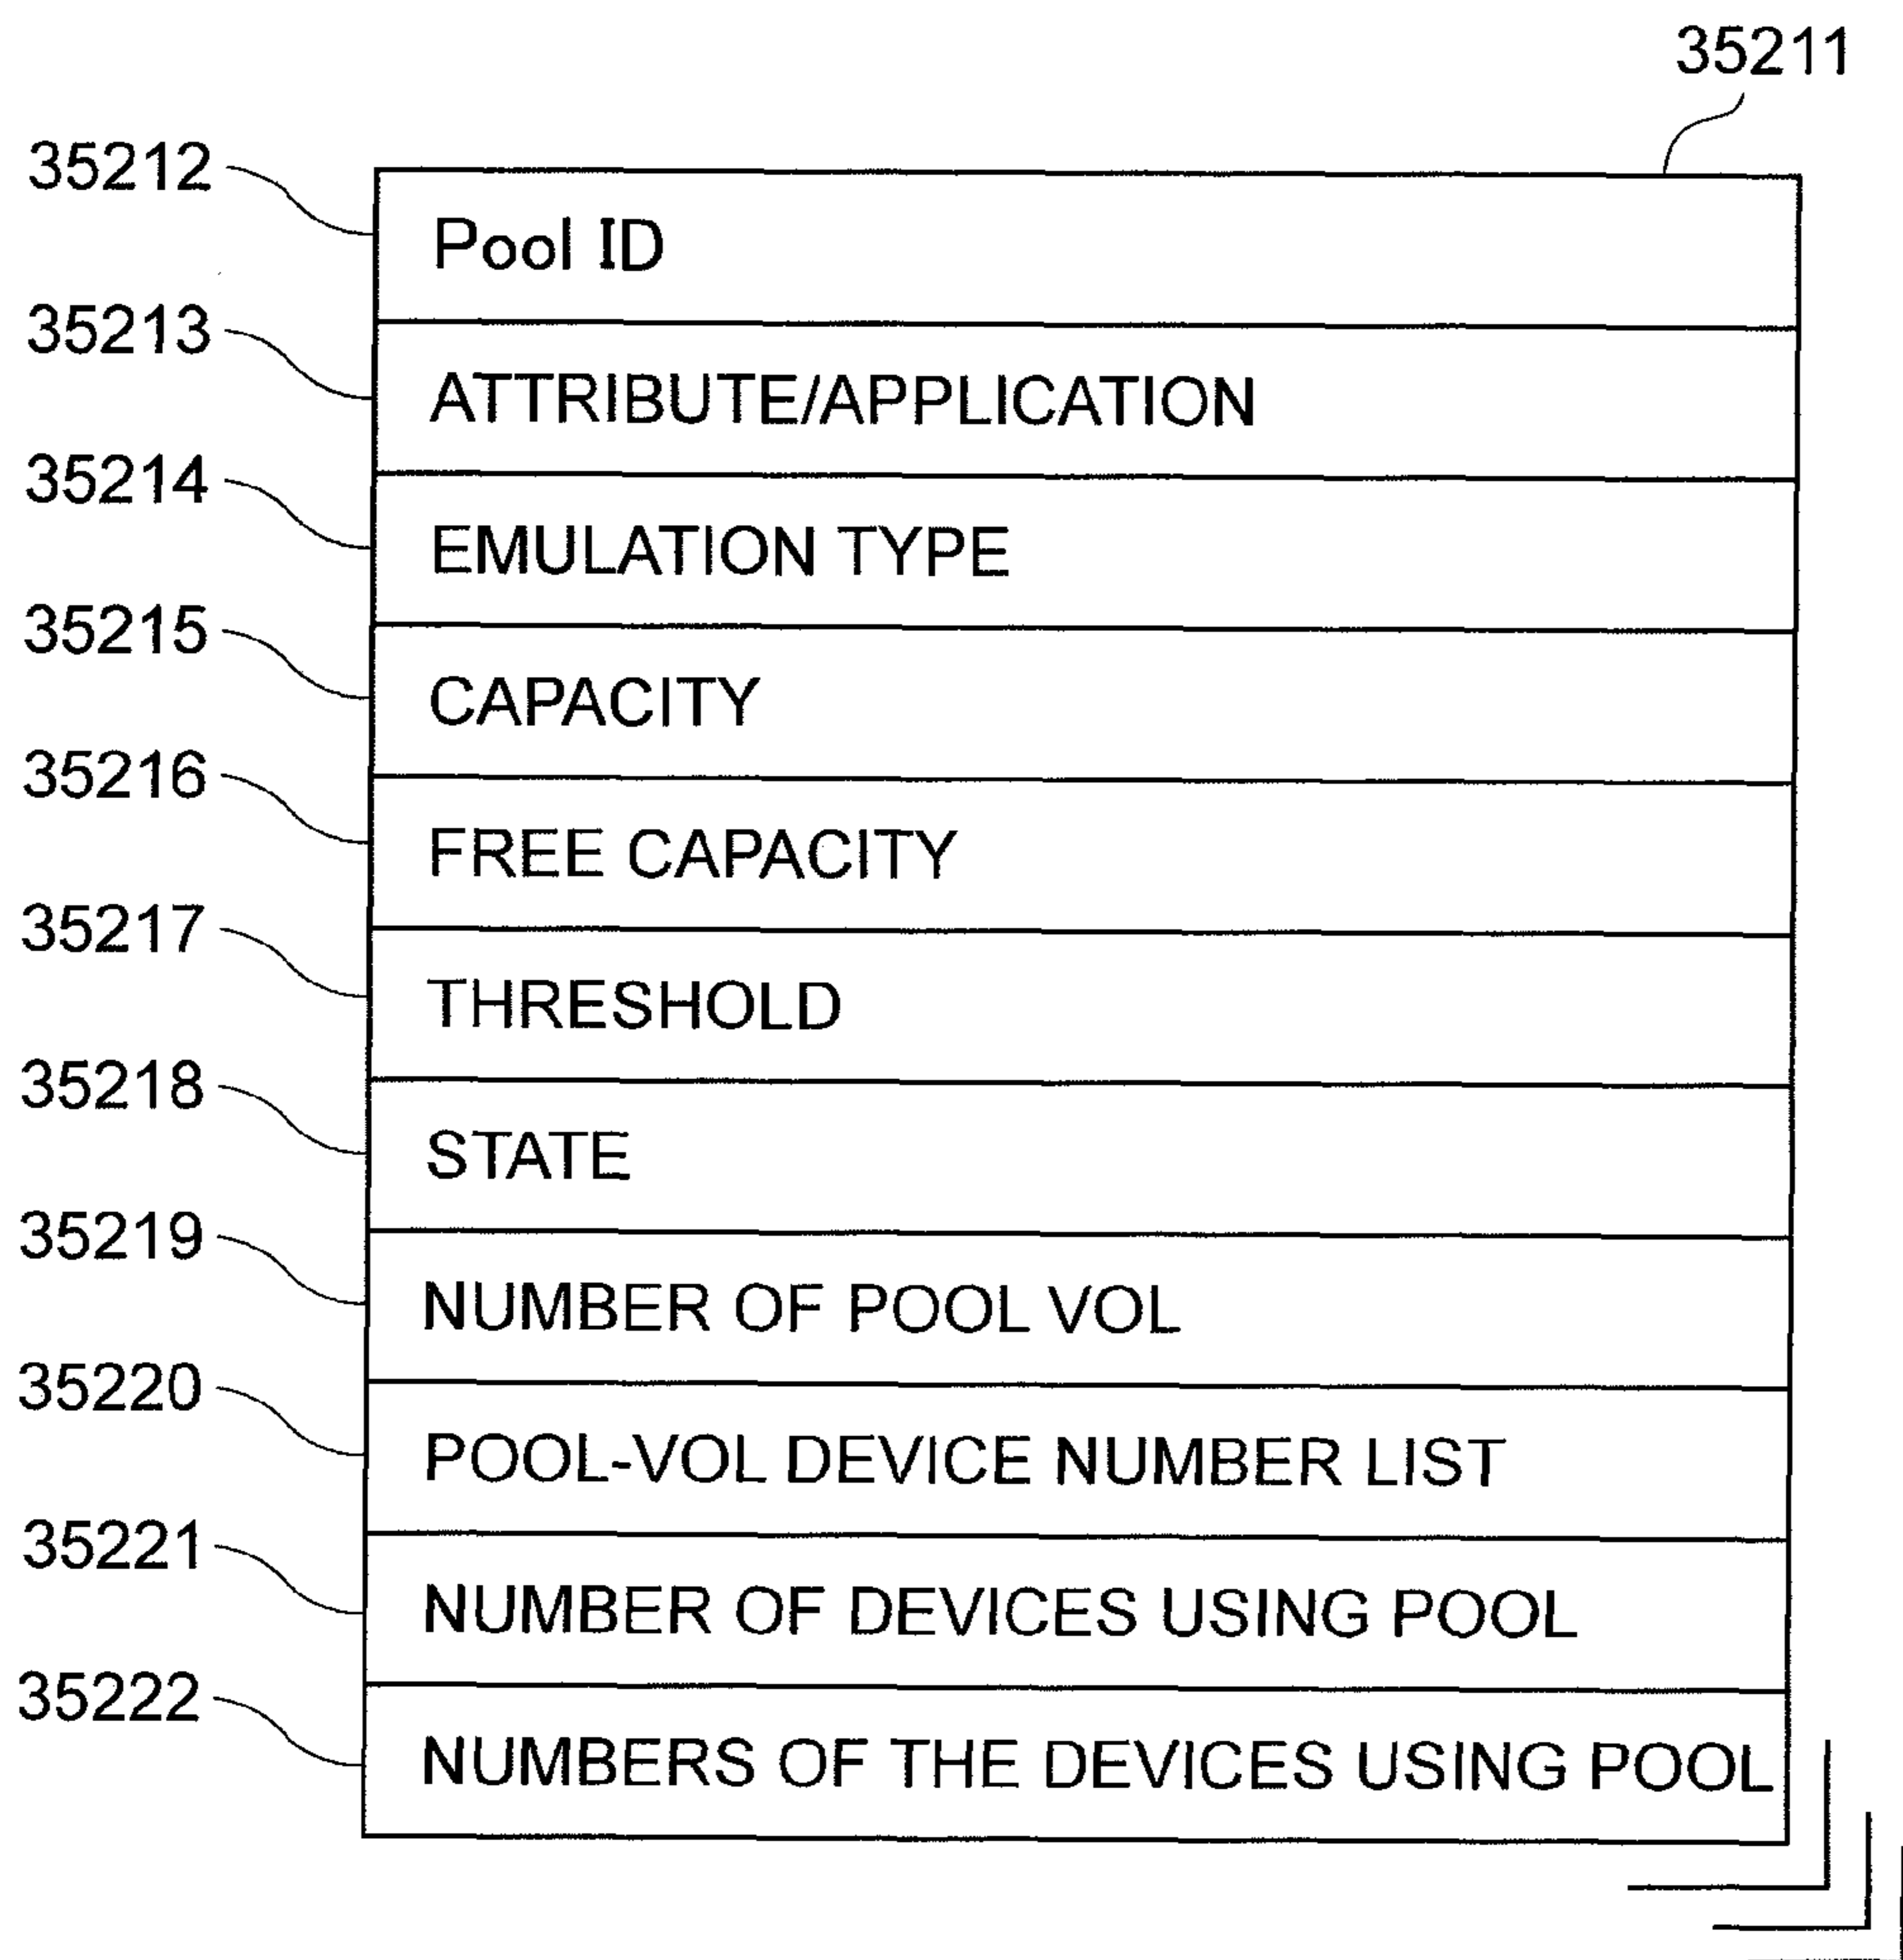 35211
35212
Pool ID
35213
ATTRIBUTE/APPLICATION
35214
EMULATION TYPE
35215
CAPACITY
35216
FREE CAPACITY
35217
THRESHOLD
35218
STATE
35219
NUMBER OF POOL VOL
35220
POOL-VOL DEVICE NUMBER LIST
35221
NUMBER OF DEVICES USING POOL
35222
NUMBERS OF THE DEVICES USING POOL